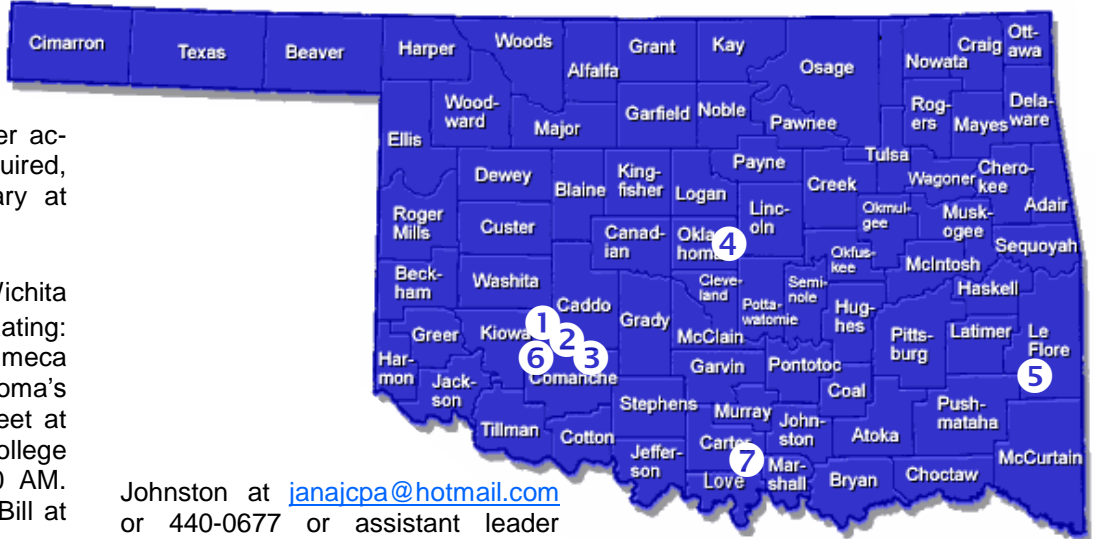 Cimarron
Texas
Beaver
Harper
Woods
Alfalfa
Grant
Kay
Osage
Nowata
Craig
Ott-
awa
Ellis
Wood-
ward
Major
Garfield
Noble
Pawnee
Rog-
ers
Mayes
Dela-
ware
Dewey
Blaine
King-
fisher
Logan
Payne
Creek
Tulsa
Wagoner
Chero-
kee
Adair
Roger
Mills
Custer
Canad-
ian
Okla
homa
4
Linc-
oln
Okmul-
gee
Musk-
ogee
Sequoyah
Beck-
ham
Washita
Caddo
Grady
Cleve-
land
Potta-
watomie
Semi-
nole
Okfus-
kee
McIntosh
Haskell
Greer
Kiowa
1
2
3
6
Comanche
McClain
Hug-
hes
Pitts-
burg
Latimer
Le
Flore
5
Har-
mon
Jack-
son
Garvin
Pontotoc
Coal
Stephens
Murray
John-
ston
Atoka
Push-
mataha
Tillman
Cotton
Jeffer-
son
Carter
7
Love
Mar-
shall
Bryan
Choctaw
McCurtain
er ac-
uired,
ary at
Wichita
ating:
meca
oma's
eet at
ollege
0 AM.
Bill at
Johnston at janajcpa@hotmail.com
or 440-0677 or assistant leader